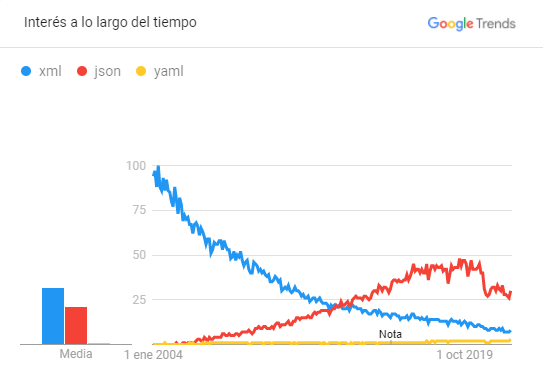 Interés a lo largo del tiempo
Google Trends
xml json yaml
100
75
50
25
Nota
Media
1 ene 2004 1 oct 2019